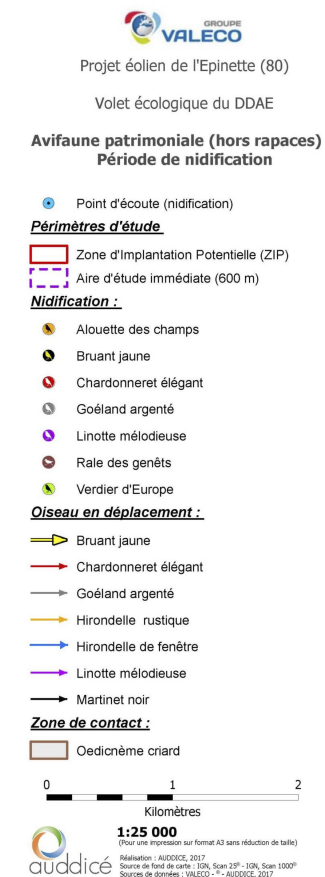 GROUPE
VALECO
Projet éolien de l'Epinette (80)
Volet écologique du DDAE
Avifaune patrimoniale (hors rapaces)
Période de nidification
Point d'écoute (nidification)
Périmètres d'étude
Zone d'Implantation Potentielle (ZIP)
Aire d'étude immédiate (600 m)
Nidification :
Alouette des champs
Bruant jaune
Chardonneret élégant
Goéland argenté
Linotte mélodieuse
Rale des genêts
Verdier d'Europe
Oiseau en déplacement :
Bruant jaune
Chardonneret élégant
Goéland argenté
Hirondelle rustique
Hirondelle de fenêtre
Linotte mélodieuse
Martinet noir
Zone de contact :
Oedicnème criard
0 1 2
Kilomètres
1:25 000
(Pour une impression sur format A3 sans réduction de taille)
auddicé
Réalisation : AUDDICE, 2017
Source de fond de carte : IGN, Scan 25® - IGN, Scan 1000®
Sources de données : VALECO - ® - AUDDICE, 2017